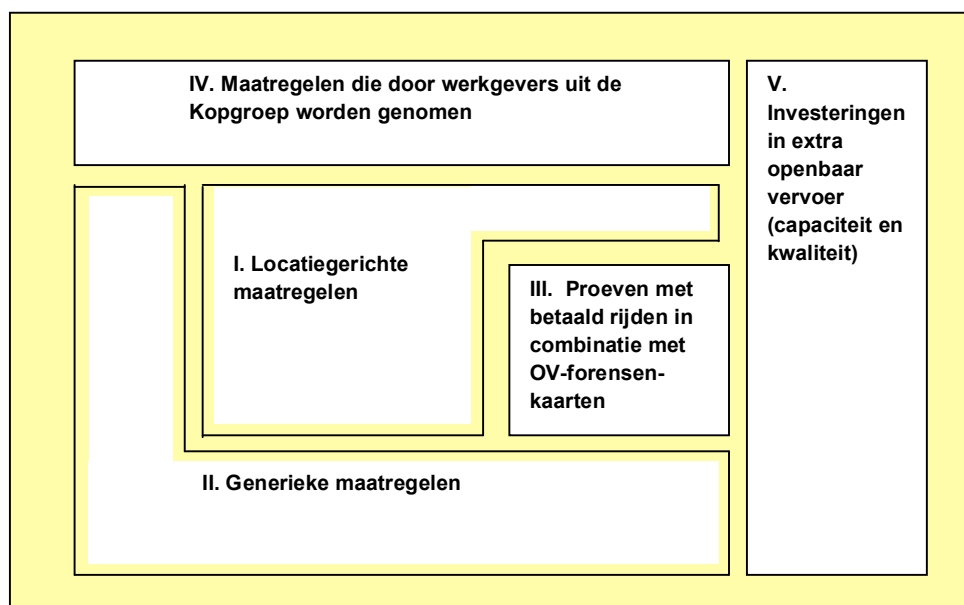 IV. Maatregelen die door werkgevers uit de
Kopgroep worden genomen
V.
Investeringen
in extra
openbaar
vervoer
(capaciteit en
kwaliteit)
I. Locatiegerichte
maatregelen
III. Proeven met
betaald rijden in
combinatie met
OV-forensen-
kaarten
II. Generieke maatregelen